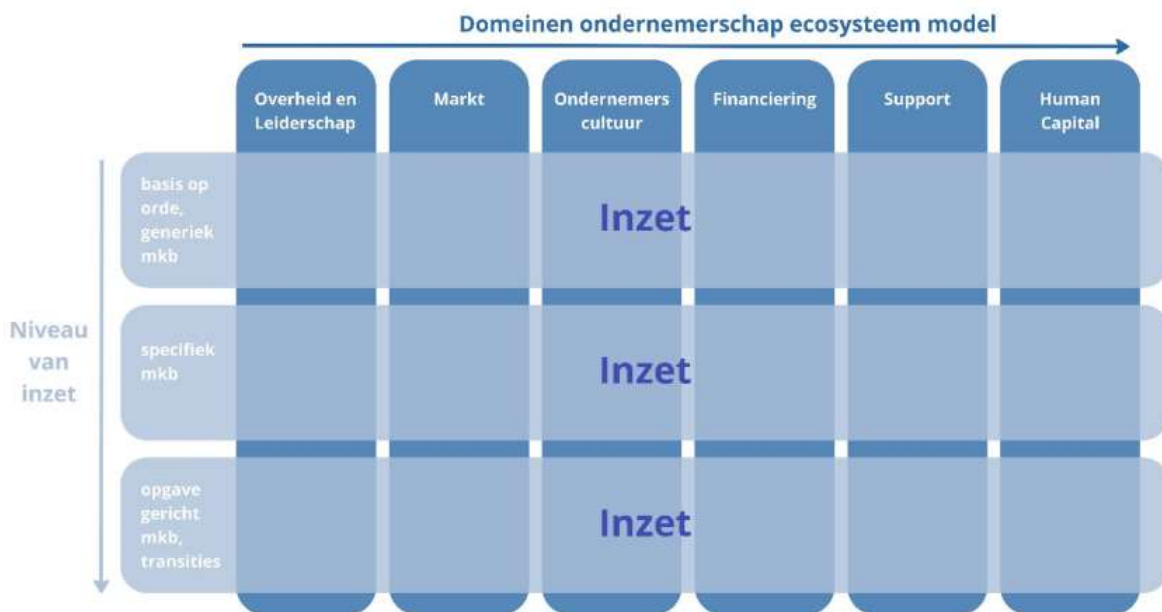 Domeinen ondernemerschap ecosysteem model
Overheid en
Leiderschap
Markt
Ondernemers
cultuur
Financiering
Support
Human
Capital
Niveau
van
inzet
basis op
orde,
generiek
mkb
Inzet
specifiek
mkb
Inzet
opgave
gericht
mkb,
transities
Inzet